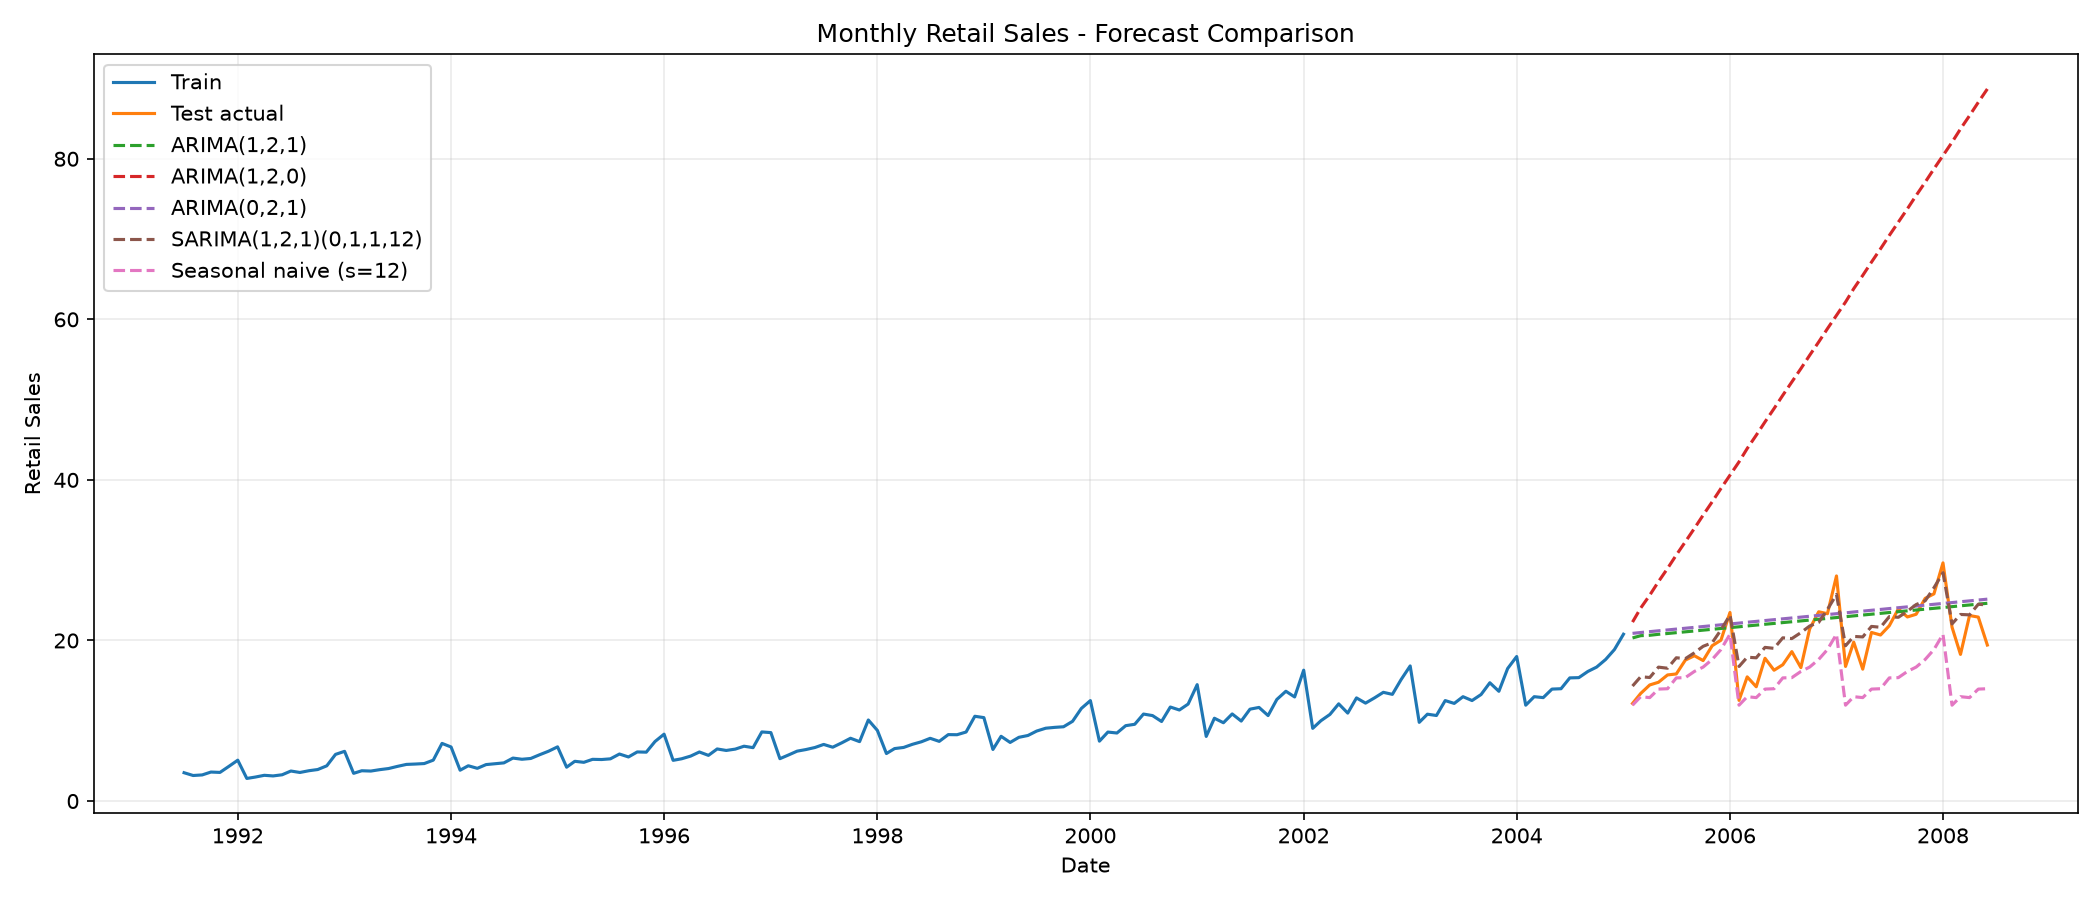 Monthly Retail Sales - Forecast Comparison
Train
Test actual
ARIMA(1,2,1)
ARIMA(1,2,0)
ARIMA(0,2,1)
SARIMA(1,2,1)(0,1,1,12)
Seasonal naive (s=12)
Retail Sales
80
60
40
20
0
1992 1994 1996 1998 2000 2002 2004 2006 2008
Date